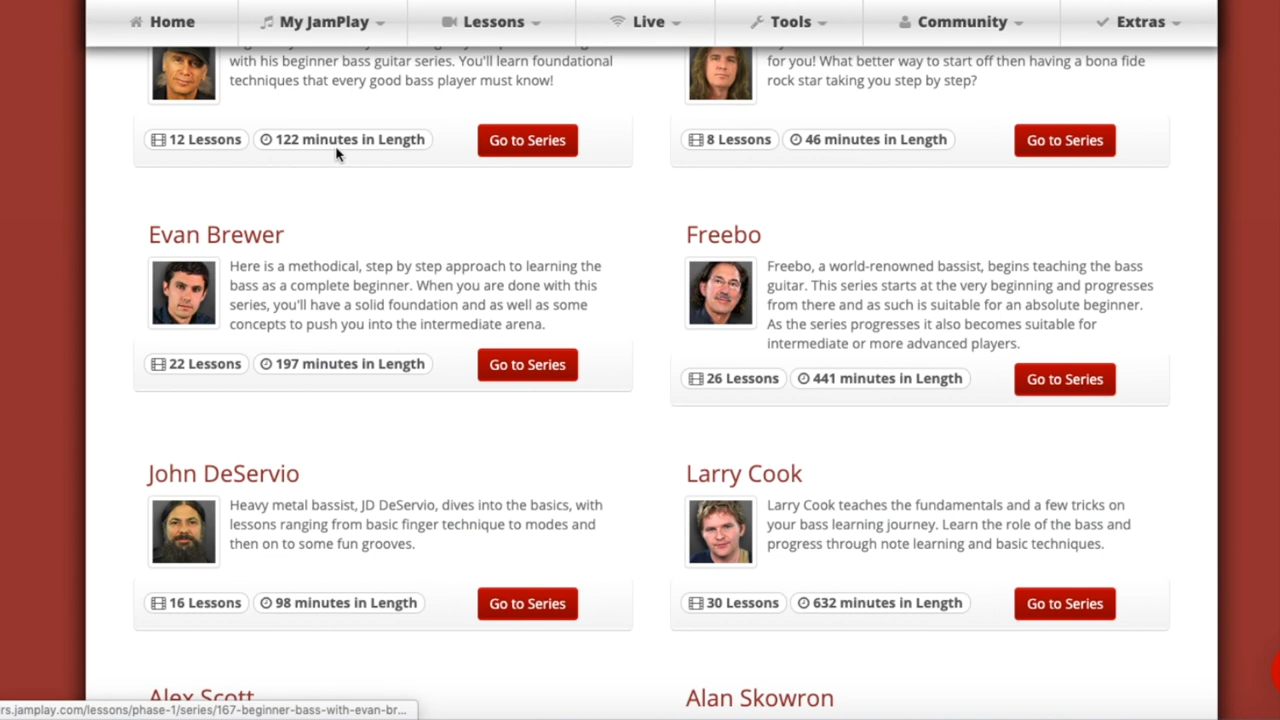 Home My JamPlay Lessons Live Tools Community Extras
with his beginner bass guitar series. You'll learn foundational
techniques that every good bass player must know!
12 Lessons 122 minutes in Length Go to Series
for you! What better way to start off then having a bona fide
rock star taking you step by step?
8 Lessons 46 minutes in Length Go to Series
Evan Brewer
Here is a methodical, step by step approach to learning the
bass as a complete beginner. When you are done with this
series, you'll have a solid foundation and as well as some
concepts to push you into the intermediate arena.
22 Lessons 197 minutes in Length Go to Series
Freebo
Freebo, a world-renowned bassist, begins teaching the bass
guitar. This series starts at the very beginning and progresses
from there and as such is suitable for an absolute beginner.
As the series progresses it also becomes suitable for
intermediate or more advanced players.
26 Lessons 441 minutes in Length Go to Series
John DeServio
Heavy metal bassist, JD DeServio, dives into the basics, with
lessons ranging from basic finger technique to modes and
then on to some fun grooves.
16 Lessons 98 minutes in Length Go to Series
Larry Cook
Larry Cook teaches the fundamentals and a few tricks on
your bass learning journey. Learn the role of the bass and
progress through note learning and basic techniques.
30 Lessons 632 minutes in Length Go to Series
Alex Scott
Alan Skowron
rs.jamplay.com/lessons/phase-1/series/167-beginner-bass-with-evan-br...